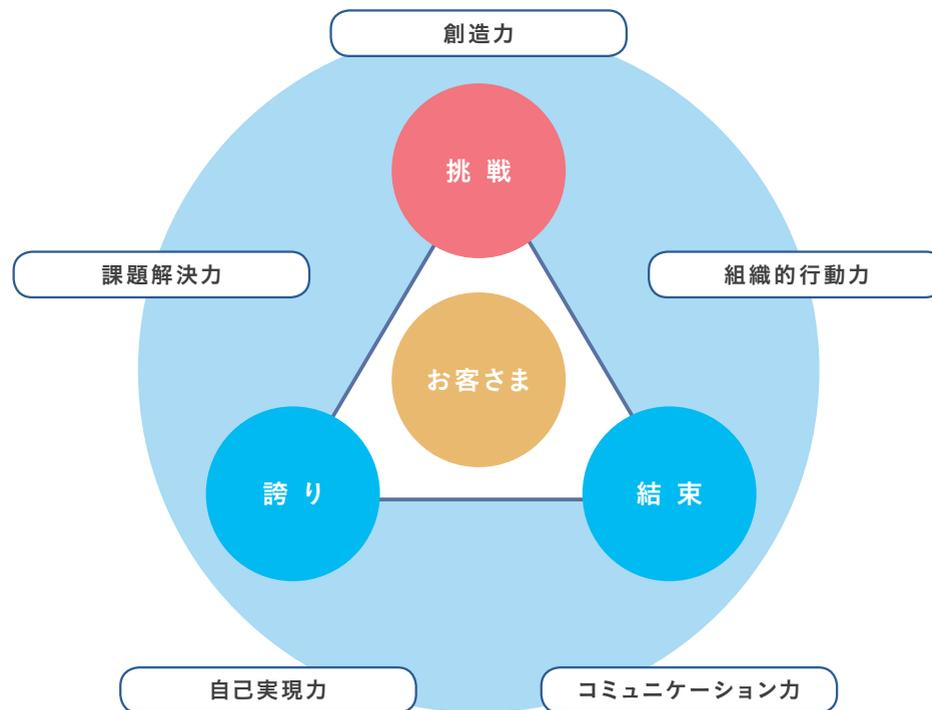 創造力
挑 戦
課題解決力
組織的行動力
お客さま
誇 り
結 束
自己実現力
コミュニケーション力